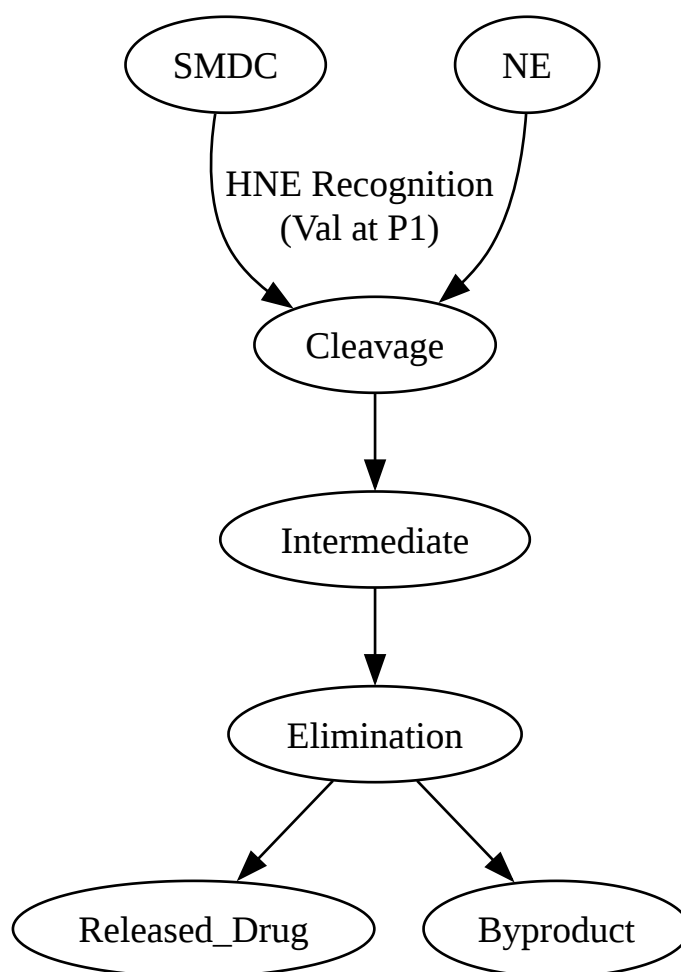 SMDC
NE
HNE Recognition
(Val at P1)
Cleavage
Intermediate
Elimination
Released_Drug
Byproduct